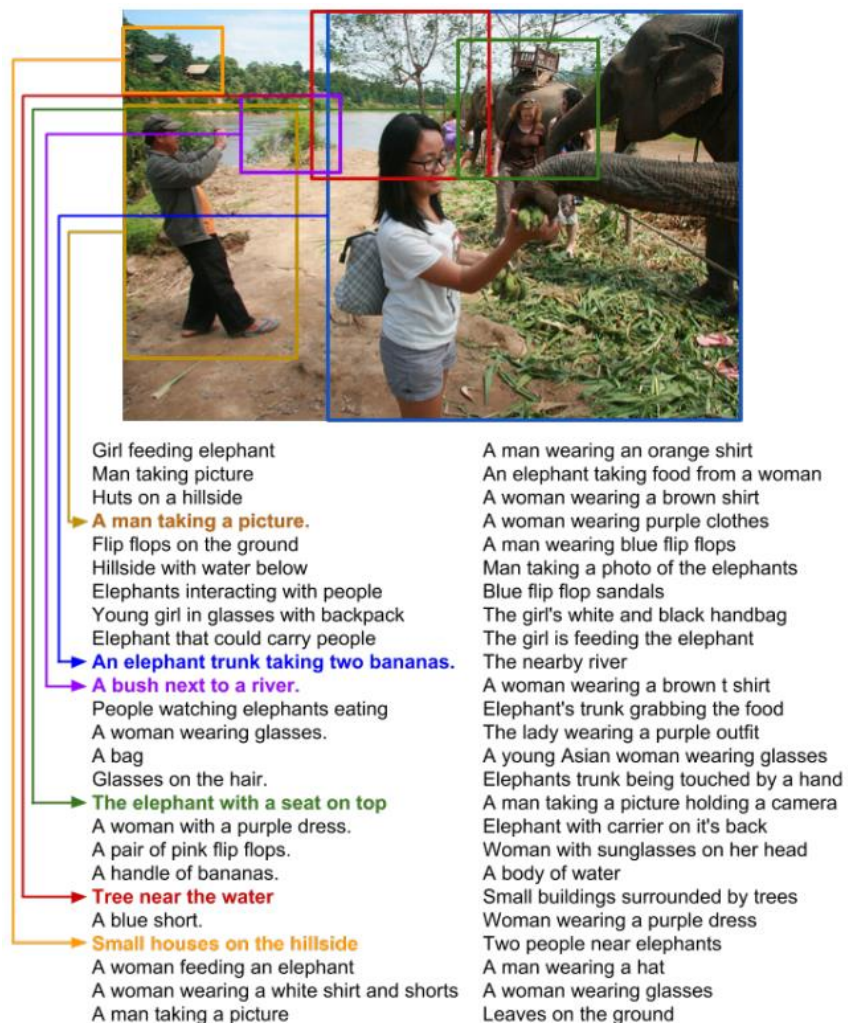 Girl feeding elephant
Man taking picture
Huts on a hillside
A man taking a picture.
Flip flops on the ground
Hillside with water below
Elephants interacting with people
Young girl in glasses with backpack
Elephant that could carry people
An elephant trunk taking two bananas.
A bush next to a river.
People watching elephants eating
A woman wearing glasses.
A bag
Glasses on the hair.
The elephant with a seat on top
A woman with a purple dress.
A pair of pink flip flops.
A handle of bananas.
Tree near the water
A blue short.
Small houses on the hillside
A woman feeding an elephant
A woman wearing a white shirt and shorts
A man taking a picture
A man wearing an orange shirt
An elephant taking food from a woman
A woman wearing a brown shirt
A woman wearing purple clothes
A man wearing blue flip flops
Man taking a photo of the elephants
Blue flip flop sandals
The girl's white and black handbag
The girl is feeding the elephant
The nearby river
A woman wearing a brown t shirt
Elephant's trunk grabbing the food
The lady wearing a purple outfit
A young Asian woman wearing glasses
Elephants trunk being touched by a hand
A man taking a picture holding a camera
Elephant with carrier on it's back
Woman with sunglasses on her head
A body of water
Small buildings surrounded by trees
Woman wearing a purple dress
Two people near elephants
A man wearing a hat
A woman wearing glasses
Leaves on the ground